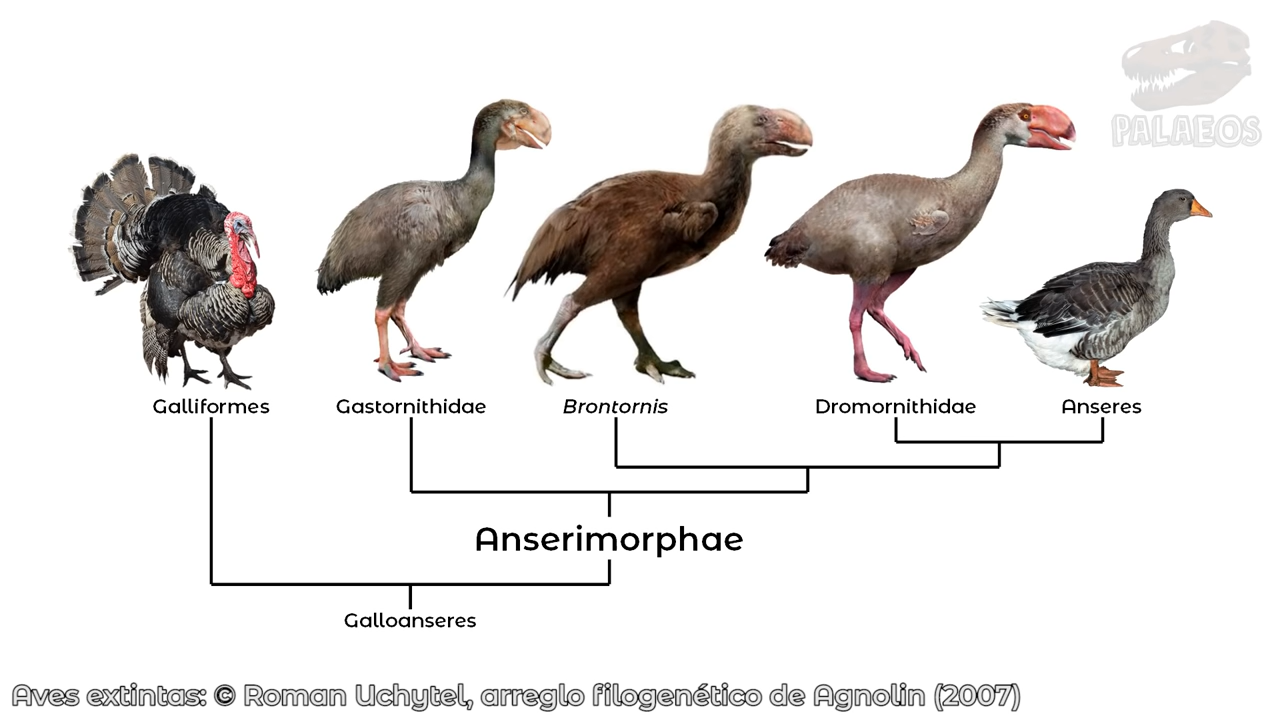 PALAEOS
Galliformes
Gastornithidae
Brontornis
Dromornithidae
Anseres
Anserimorphae
Galloanseres
Aves extintas: © Roman Uchytel, arreglo filogenético de Agnolin (2007)